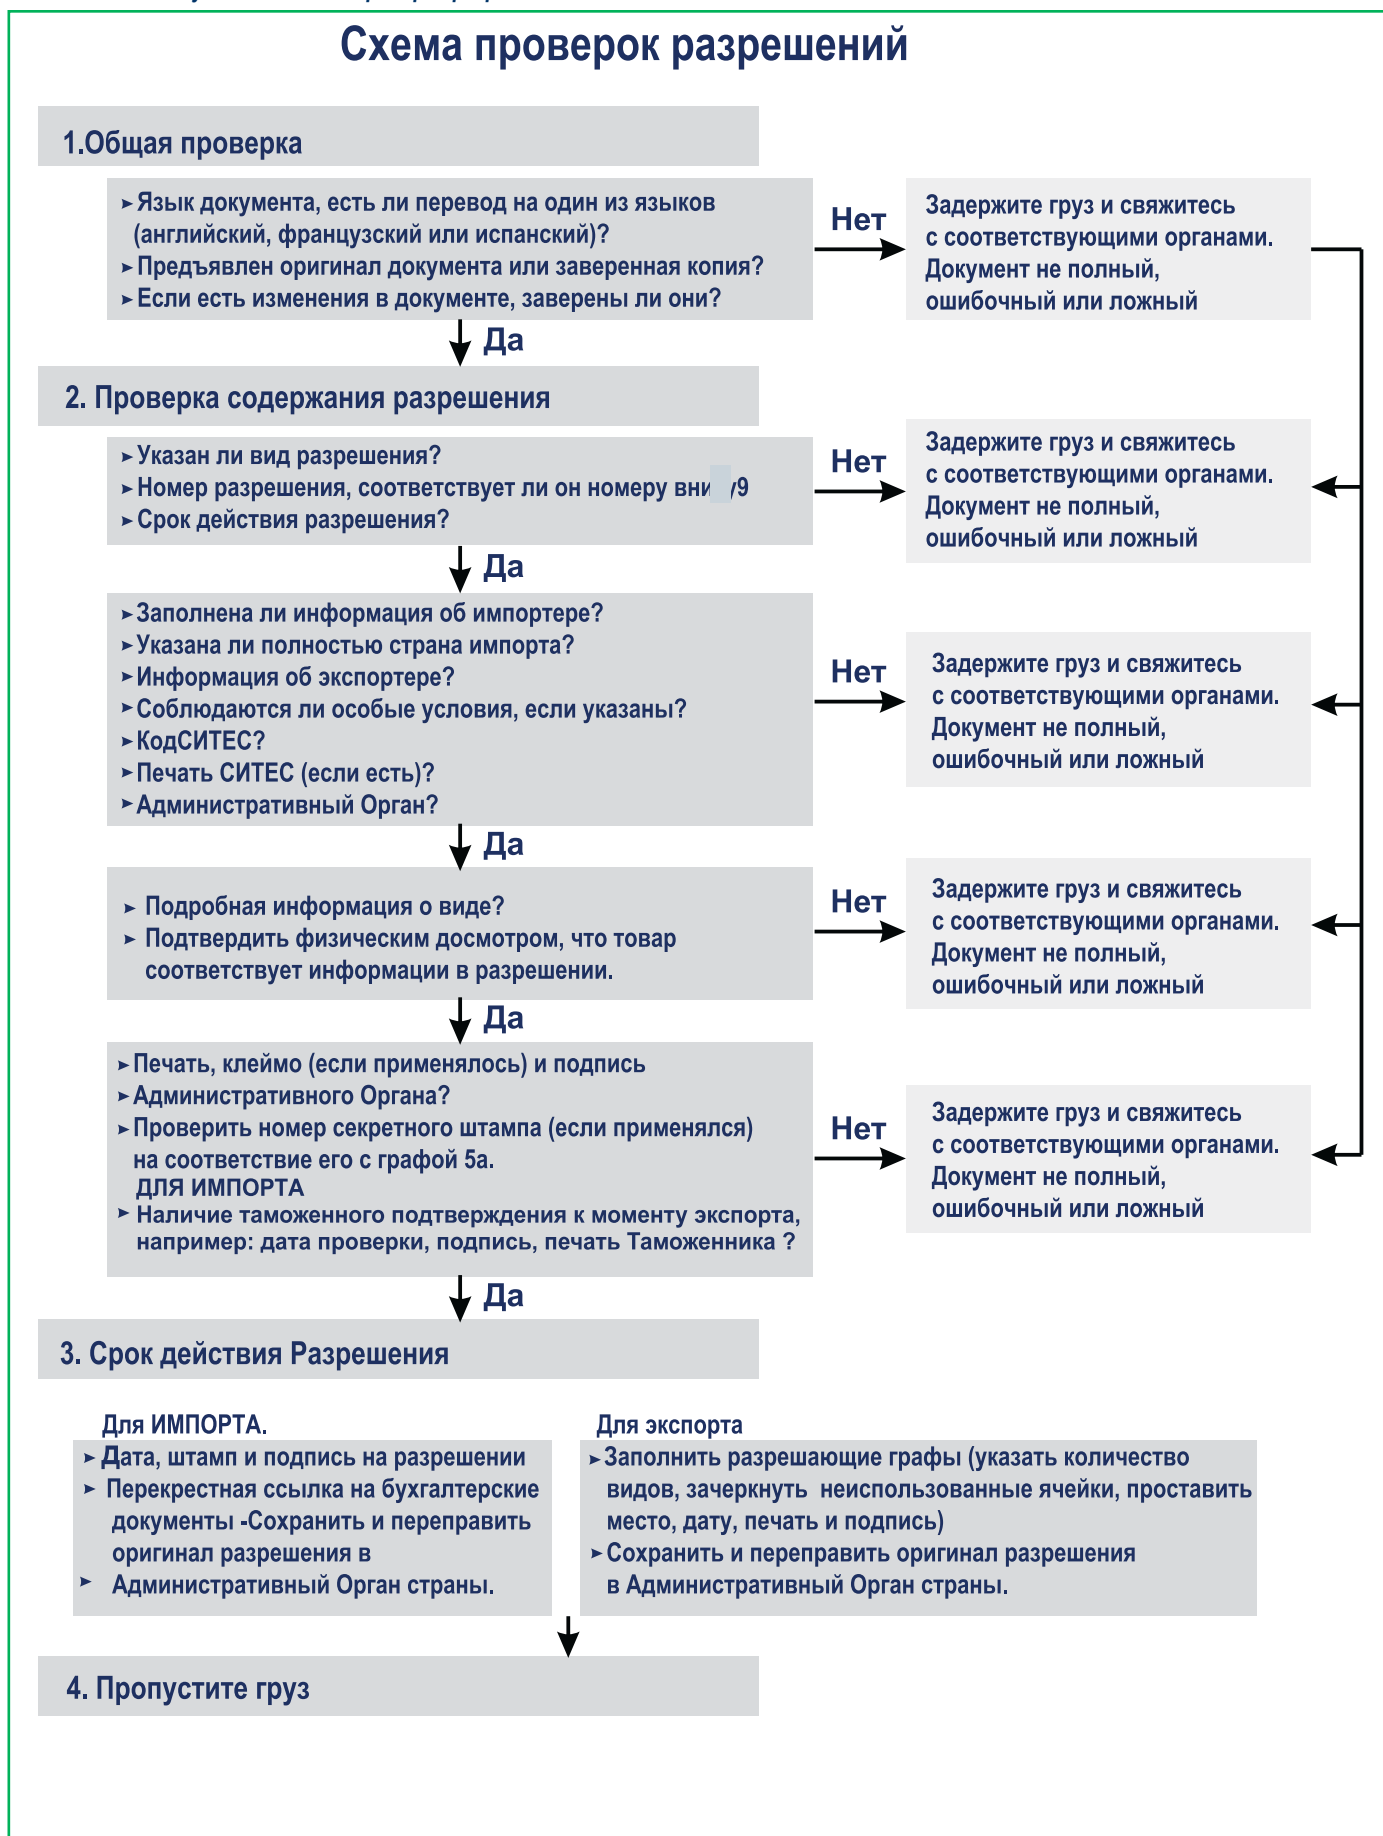 Схема проверок разрешений
1.Общая проверка
➤Язык документа, есть ли перевод на один из языков
(английский, французский или испанский)?
➤Предъявлен оригинал документа или заверенная копия?
➤Если есть изменения в документе, заверены ли они?
Нет
Задержите груз и свяжитесь
с соответствующими органами.
Документ не полный,
ошибочный или ложный
Да
2. Проверка содержания разрешения
➤Указан ли вид разрешения?
➤Номер разрешения, соответствует ли он номеру
➤Срок действия разрешения?
Нет
Задержите груз и свяжитесь
с соответствующими органами.
Документ не полный,
ошибочный или ложный
Да
➤Заполнена ли информация об импортере?
➤Указана ли полностью страна импорта?
➤Информация об экспортере?
➤Соблюдаются ли особые условия, если указаны?
➤КодСИТЕС?
➤Печать СИТЕС (если есть)?
➤Административный Орган?
Нет
Задержите груз и свяжитесь
с соответствующими органами.
Документ не полный,
ошибочный или ложный
Да
➤ Подробная информация о виде?
➤ Подтвердить физическим досмотром, что товар
соответствует информации в разрешении.
Нет
Задержите груз и свяжитесь
с соответствующими органами.
Документ не полный,
ошибочный или ложный
Да
➤Печать, клеймо (если применялось) и подпись
➤Административного Органа?
➤Проверить номер секретного штампа (если применялся)
на соответствие его с графой 5а.
ДЛЯ ИМПОРТА
➤ Наличие таможенного подтверждения к моменту экспорта,
например: дата проверки, подпись, печать Таможенника ?
Нет
Задержите груз и свяжитесь
с соответствующими органами.
Документ не полный,
ошибочный или ложный
Да
3. Срок действия Разрешения
Для ИМПОРТА.
➤ Дата, штамп и подпись на разрешении
➤ Перекрестная ссылка на бухгалтерские
документы -Сохранить и переправить
оригинал разрешения в
➤ Административный Орган страны.
Для экспорта
➤Заполнить разрешающие графы (указать количество
видов, зачеркнуть неиспользованные ячейки, проставить
место, дату, печать и подпись)
➤Сохранить и переправить оригинал разрешения
в Административный Орган страны.
4. Пропустите груз